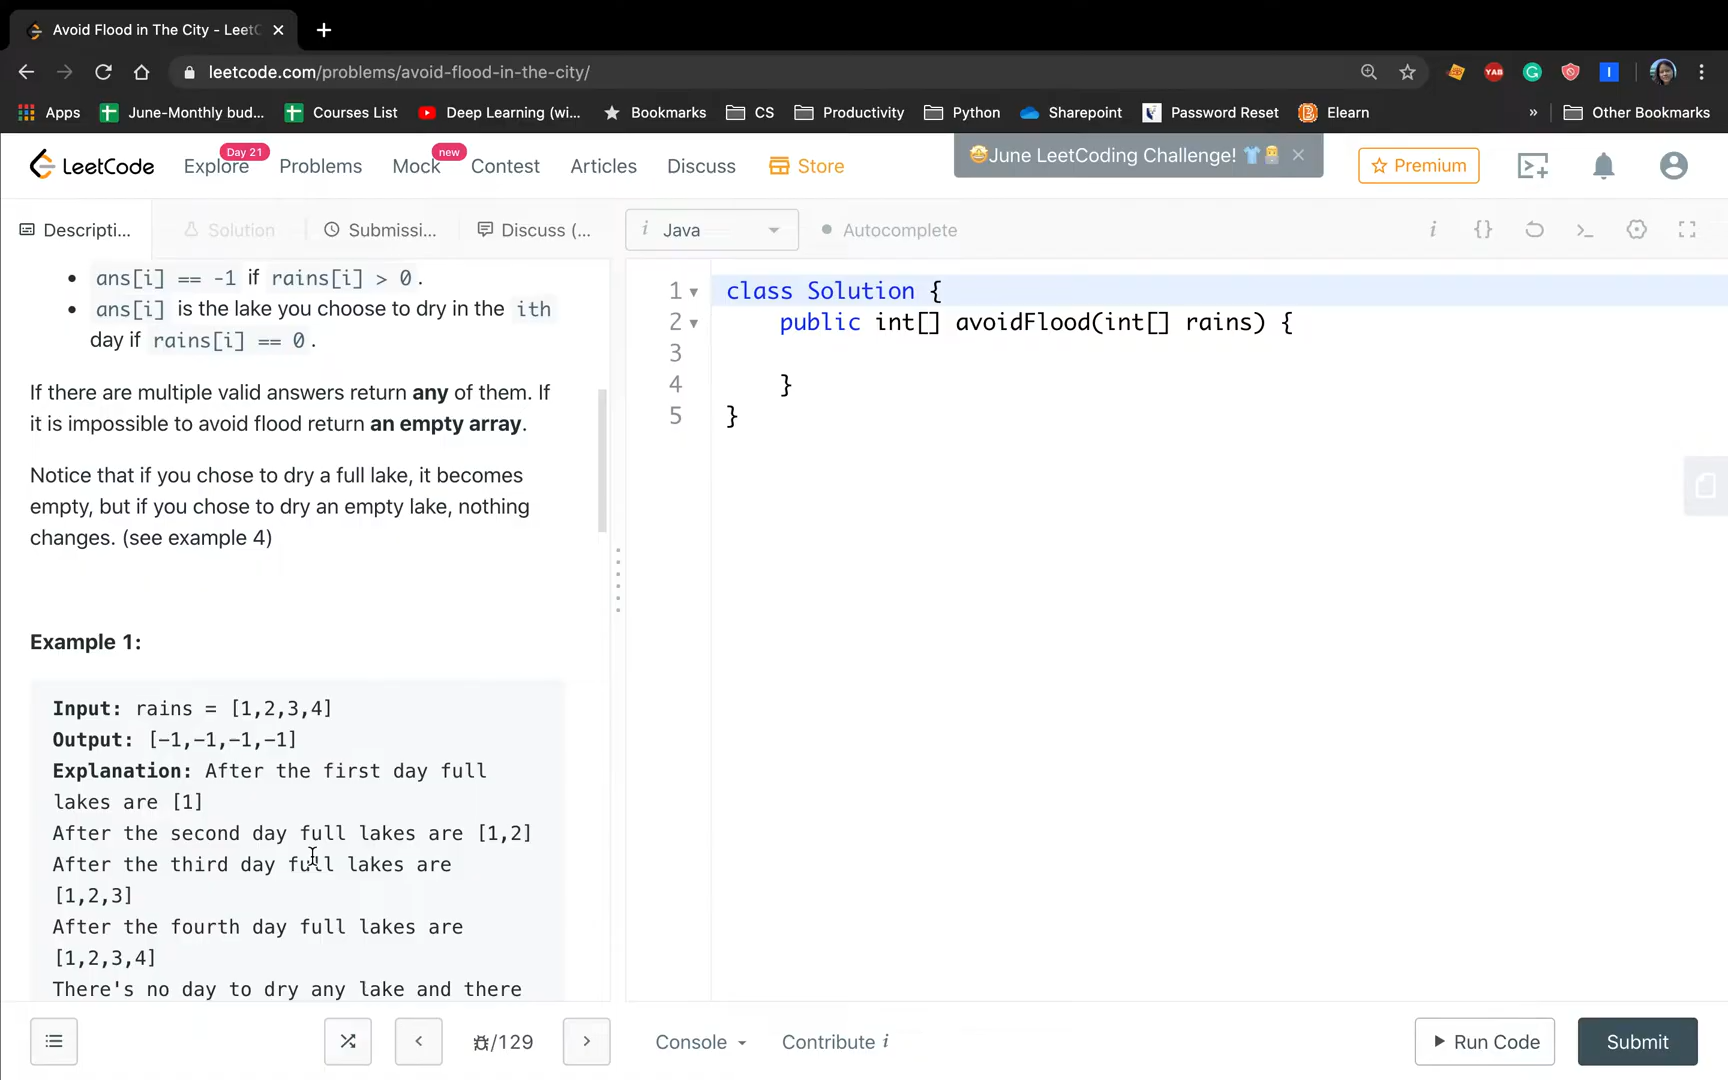 Avoid Flood in The City - LeetC
leetcode.com/problems/avoid-flood-in-the-city/
YAB
Apps June-Monthly bud... Courses List Deep Learning (wi... Bookmarks CS Productivity Python Sharepoint Password Reset Elearn » Other Bookmarks
LeetCode Explore Day 21 Problems Mock new Contest Articles Discuss Store June LeetCoding Challenge! Premium
Descripti... Solution Submissi... Discuss (... i Java Autocomplete i {}
ans[i] == -1 if rains[i] > 0.
ans[i] is the lake you choose to dry in the ith
day if rains[i] == 0.
If there are multiple valid answers return any of them. If
it is impossible to avoid flood return an empty array.
Notice that if you chose to dry a full lake, it becomes
empty, but if you chose to dry an empty lake, nothing
changes. (see example 4)
Example 1:
Input: rains = [1,2,3,4]
Output: [-1,-1,-1,-1]
Explanation: After the first day full
lakes are [1]
After the second day full lakes are [1,2]
After the third day full lakes are
[1,2,3]
After the fourth day full lakes are
[1,2,3,4]
There's no day to dry any lake and there
1 class Solution {
2 public int[] avoidFlood(int[] rains) {
3
4 }
5 }
/129
Console Contribute i Run Code Submit